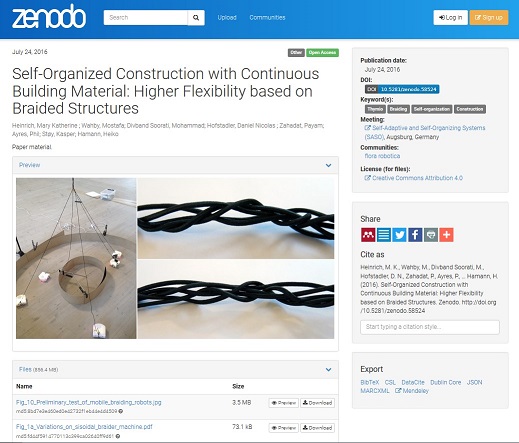 zenodo
Search
Upload
Communities
Log in
Sign up
July 24, 2016
Other
Open Access
Self-Organized Construction with Continuous
Building Material: Higher Flexibility based on
Braided Structures
Heinrich, Mary Katherine ; Wahby, Mostafa; Divband Soorati, Mohammad; Hofstadler, Daniel Nicolas ; Zahadat, Payam;
Ayres, Phil; Støy, Kasper; Hamann, Heiko
Paper material.
Preview
Files (656.4 MB)
Name
Size
Fig_10_Preliminary_test_of_mobile_braiding_robots.jpg
3.5 MB
Preview
Download
Fig_1a_Variations_on_sisoidal_braider_machine.pdf
73.1 kB
Preview
Download
Publication date:
July 24, 2016
DOI:
DOI 10.5281/zenodo.58524
Keyword(s):
Thymio
Braiding
Self-organization
Construction
Meeting:
Self-Adaptive and Self-Organizing Systems
(SASO), Augsburg, Germany
Communities:
flora robotica
License (for files):
Creative Commons Attribution 4.0
Share
Cite as
Heinrich, M. K., Wahby, M., Divband Soorati, M.,
Hofstadler, D. N., Zahadat, P., Ayres, P., ... Hamann, H.
(2016). Self-Organized Construction with
Continuous Building Material: Higher Flexibility
based on Braided Structures. Zenodo. http://doi.org
/10.5281/zenodo.58524
Start typing a citation style...
Export
BibTeX CSL DataCite Dublin Core JSON
MARCXML Mendeley